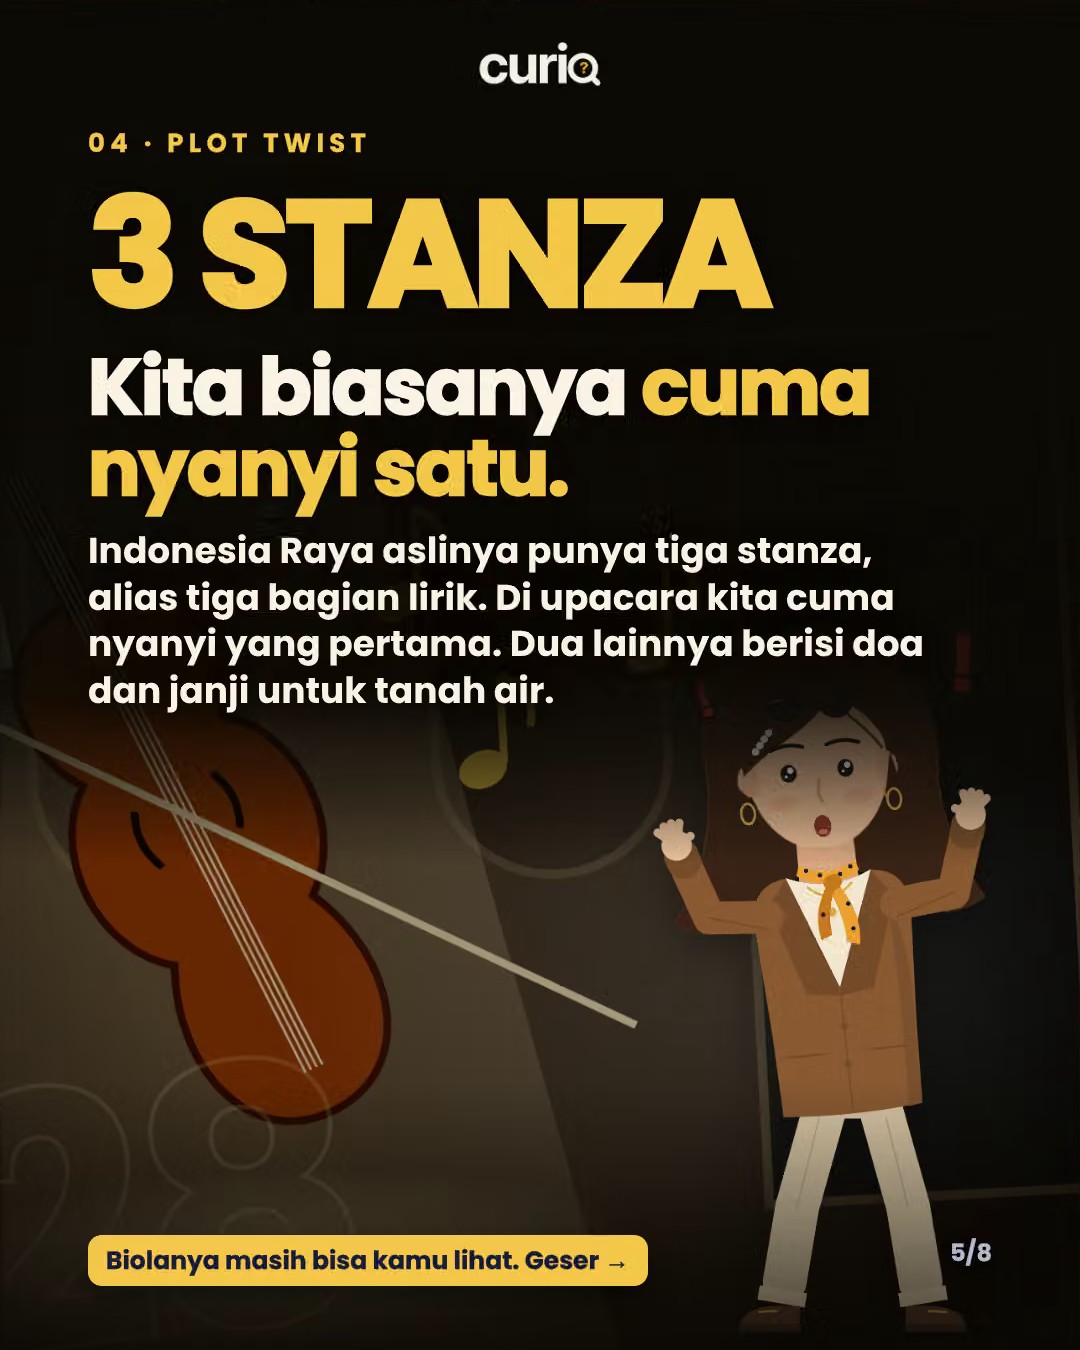 curiQ
04 · PLOT TWIST
3 STANZA
Kita biasanya cuma
nyanyi satu.
Indonesia Raya aslinya punya tiga stanza,
alias tiga bagian lirik. Di upacara kita cuma
nyanyi yang pertama. Dua lainnya berisi doa
dan janji untuk tanah air.
28
Biolanya masih bisa kamu lihat. Geser →
5/8